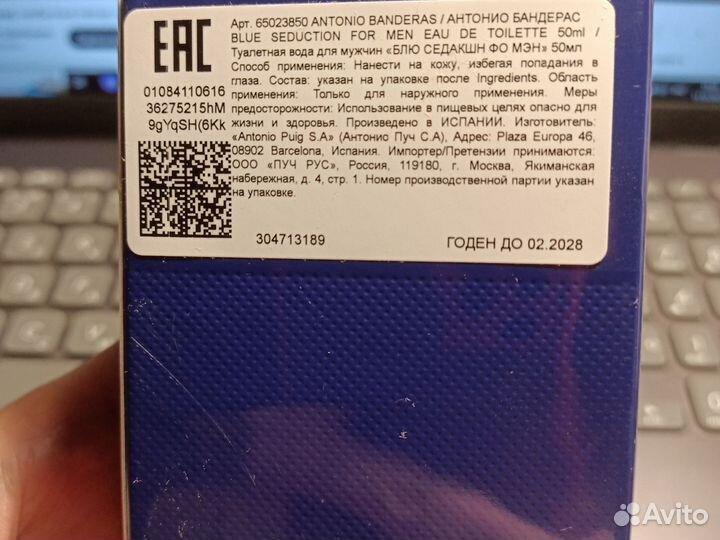 EAC
01084110616
36275215hM
9gYqSH(6Kk
Арт. 65023850 ANTONIO BANDERAS / АНТОНИО БАНДЕРАС
BLUE SEDUCTION FOR MEN EAU DE TOILETTE 50ml /
Туалетная вода для мужчин «БЛЮ СЕДАКШН ФО МЭН» 50мл
Способ применения: Нанести на кожу, избегая попадания в
глаза. Состав: указан на упаковке после Ingredients. Область
применения: Только для наружного применения. Меры
предосторожности: Использование в пищевых целях опасно для
жизни и здоровья. Произведено в ИСПАНИИ. Изготовитель:
«Antonio Puig S.A» (Антонис Пуч С.А), Адрес: Plaza Europa 46,
08902 Barcelona, Испания. Импортер/Претензии принимаются:
ООО «ПУЧ РУС», Россия, 119180, г. Москва, Якиманская
набережная, д. 4, стр. 1. Номер производственной партии указан
на упаковке.
304713189
ГОДЕН ДО 02.2028
Avito